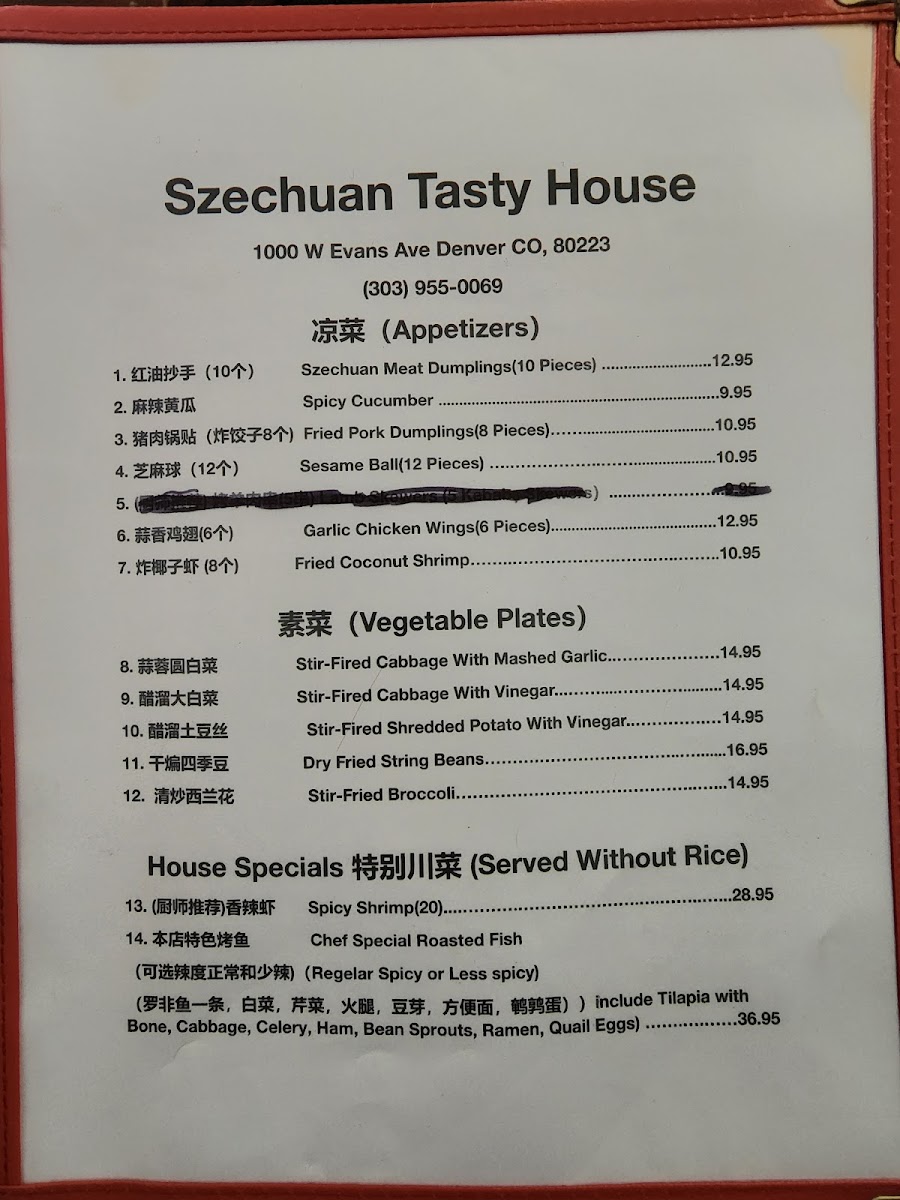 Szechuan Tasty House
1000 W Evans Ave Denver CO, 80223
(303) 955-0069
凉菜（Appetizers）
1. 红油抄手（10个） Szechuan Meat Dumplings(10 Pieces) ..........................12.95
2. 麻辣黄瓜 Spicy Cucumber ..........................9.95
3. 猪肉锅贴（炸饺子8个) Fried Pork Dumplings(8 Pieces)..........................10.95
4. 芝麻球（12个） Sesame Ball(12 Pieces) ..........................10.95
5. Lamb Skewers (5 Kebabs Skewers) ..........................9.95
6. 蒜香鸡翅(6个) Garlic Chicken Wings(6 Pieces)..........................12.95
7. 炸椰子虾 (8个) Fried Coconut Shrimp..........................10.95
素菜（Vegetable Plates）
8. 蒜蓉圆白菜 Stir-Fired Cabbage With Mashed Garlic..........................14.95
9. 醋溜大白菜 Stir-Fired Cabbage With Vinegar..........................14.95
10. 醋溜土豆丝 Stir-Fired Shredded Potato With Vinegar..........................14.95
11. 干煸四季豆 Dry Fried String Beans..........................16.95
12. 清炒西兰花 Stir-Fried Broccoli..........................14.95
House Specials 特别川菜 (Served Without Rice)
13. (厨师推荐)香辣虾 Spicy Shrimp(20)..........................28.95
14. 本店特色烤鱼 Chef Special Roasted Fish
（可选辣度正常和少辣）(Regelar Spicy or Less spicy)
（罗非鱼一条，白菜，芹菜，火腿，豆芽，方便面，鹌鹑蛋））include Tilapia with
Bone, Cabbage, Celery, Ham, Bean Sprouts, Ramen, Quail Eggs) .................36.95